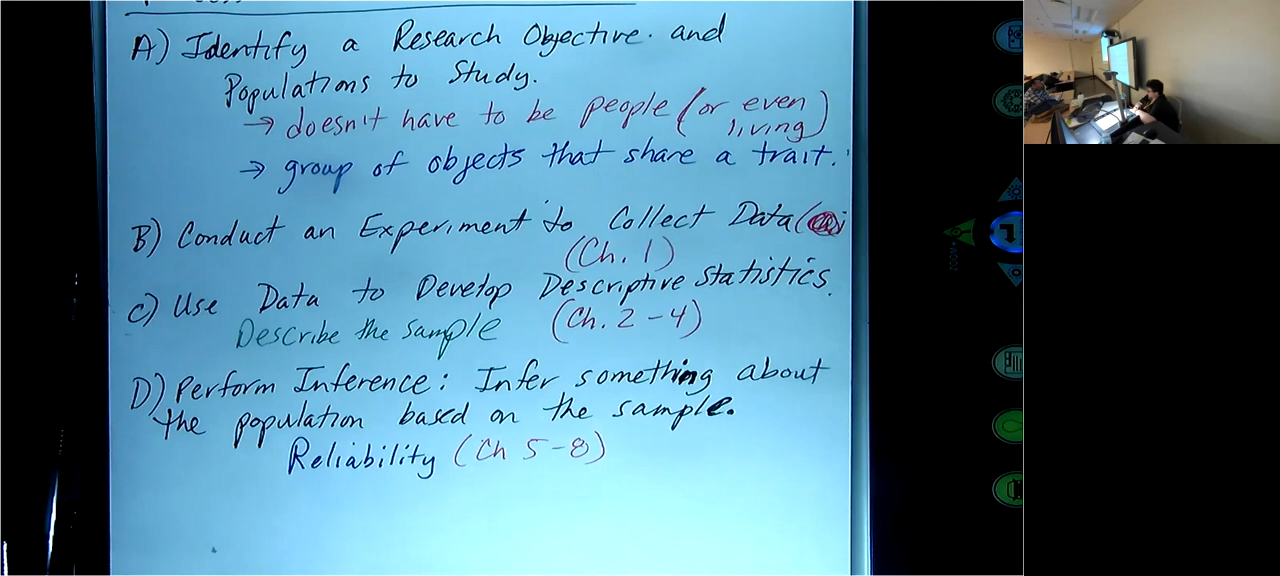 A) Identify a Research Objective. and
Populations to Study.
→ doesn't have to be people (or even
living)
→ group of objects that share a trait.
B) Conduct an Experiment to Collect Data
(Ch. 1)
C) Use Data to Develop Descriptive Statistics.
Describe the sample (Ch. 2-4)
D) Perform Inference: Infer something about
the population based on the sample.
Reliability (Ch 5-8)
ZOOM